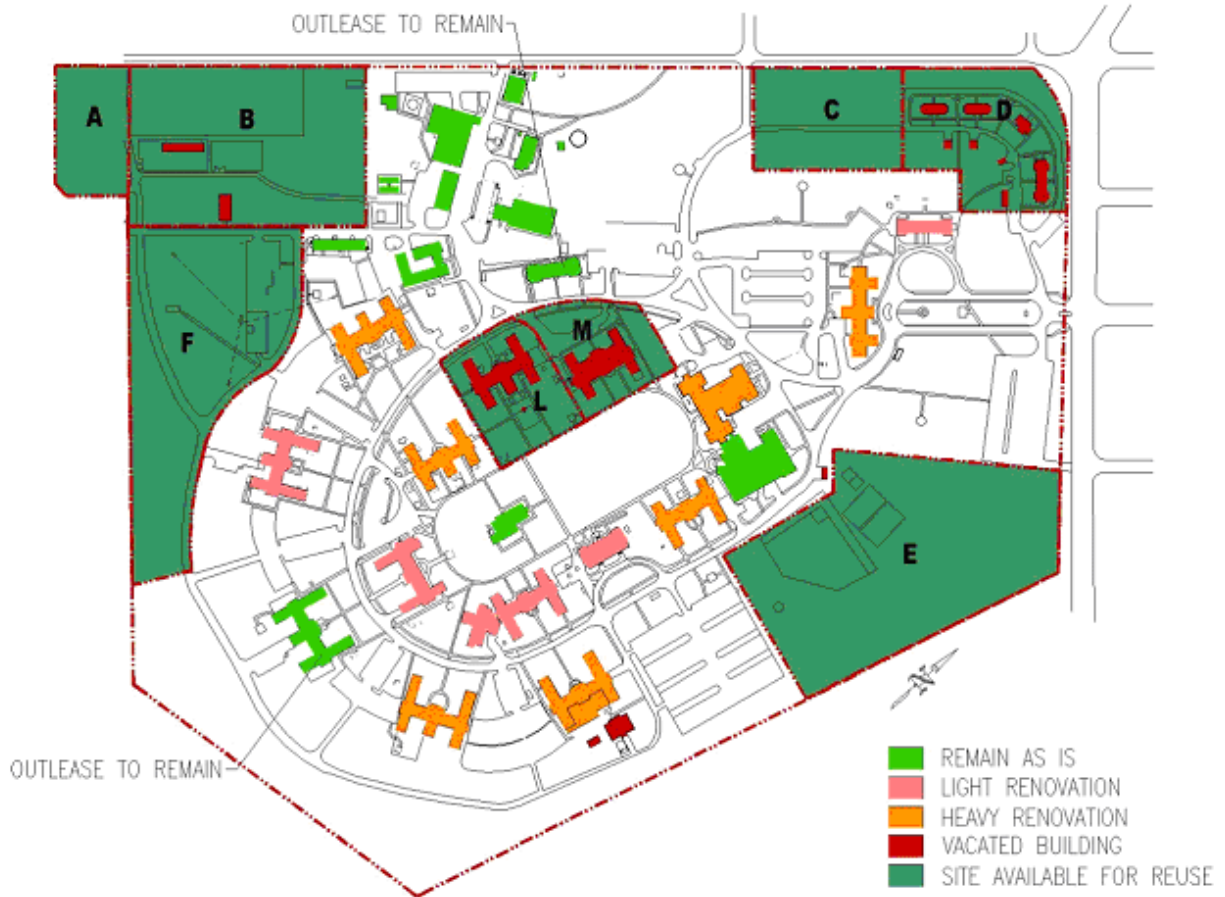 OUTLEASE TO REMAIN
A
B
C
D
F
M
L
E
N
OUTLEASE TO REMAIN
REMAIN AS IS
LIGHT RENOVATION
HEAVY RENOVATION
VACATED BUILDING
SITE AVAILABLE FOR REUSE